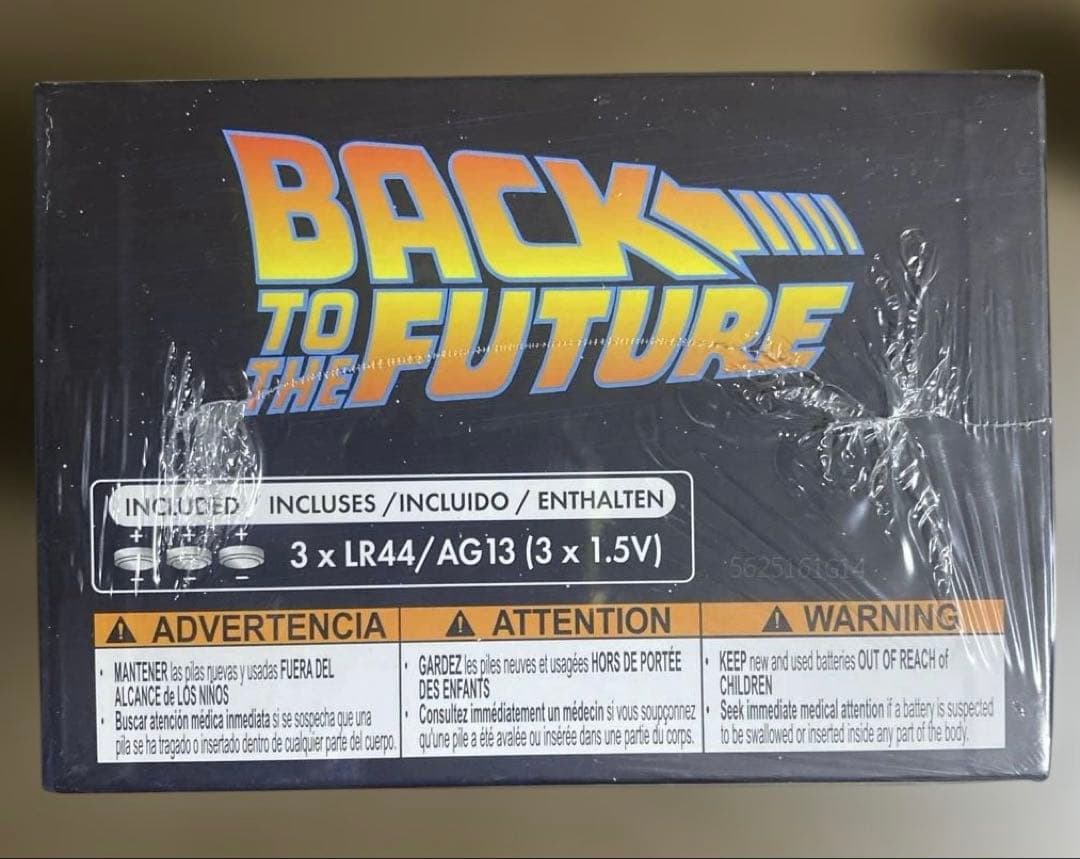 BACK
TO
THE FUTURE
INCLUDED INCLUSES / INCLUIDO / ENTHALTEN
+ + +
- - -
3 x LR44/AG13 (3 x 1.5V)
5625161G14
ADVERTENCIA
• MANTENER las pilas nuevas y usadas FUERA DEL
ALCANCE de LOS NINOS
• Buscar atención médica inmediata si se sospecha que una
pila se ha tragado o insertado dentro de cualquier parte del cuerpo.
ATTENTION
• GARDEZ les piles neuves et usagées HORS DE PORTÉE
DES ENFANTS
• Consultez immédiatement un médecin si vous soupçonnez
qu'une pile a été avalée ou insérée dans une partie du corps.
WARNING
• KEEP new and used batteries OUT OF REACH of
CHILDREN
• Seek immediate medical attention if a battery is suspected
to be swallowed or inserted inside any part of the body.